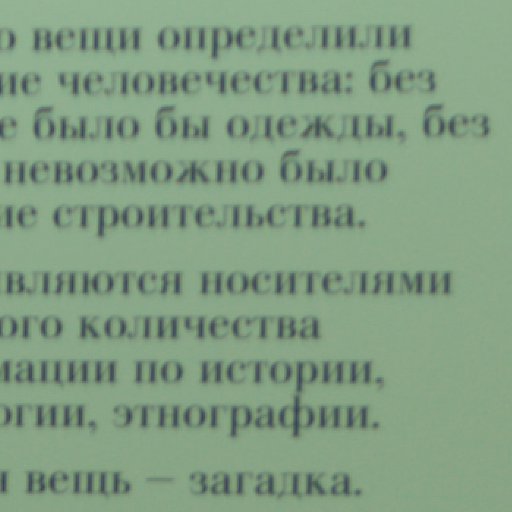 о вещи определили
ие человечества: без
е было бы одежды, без
невозможно было
ие строительства.
вляются носителями
ого количества
мации по истории,
огии, этнографии.
вещь – загадка.